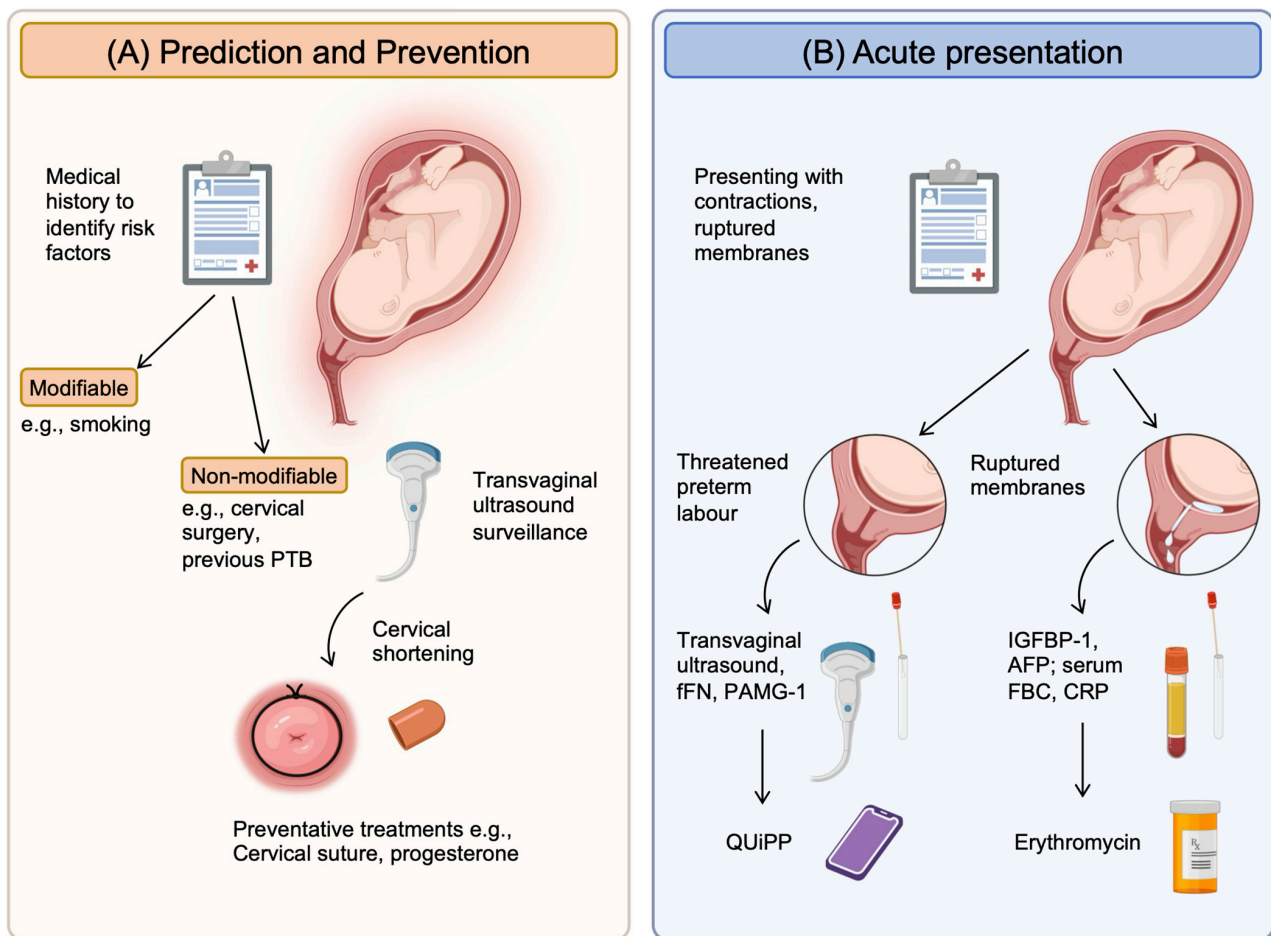 (A) Prediction and Prevention
Medical
history to
identify risk
factors
Modifiable
e.g., smoking
Non-modifiable
e.g., cervical
surgery,
previous PTB
Transvaginal
ultrasound
surveillance
Cervical
shortening
Preventative treatments e.g.,
Cervical suture, progesterone
(B) Acute presentation
Presenting with
contractions,
ruptured
membranes
Threatened
preterm
labour
Ruptured
membranes
Transvaginal
ultrasound,
fFN, PAMG-1
IGFBP-1,
AFP; serum
FBC, CRP
QUiPP
Erythromycin
Rx